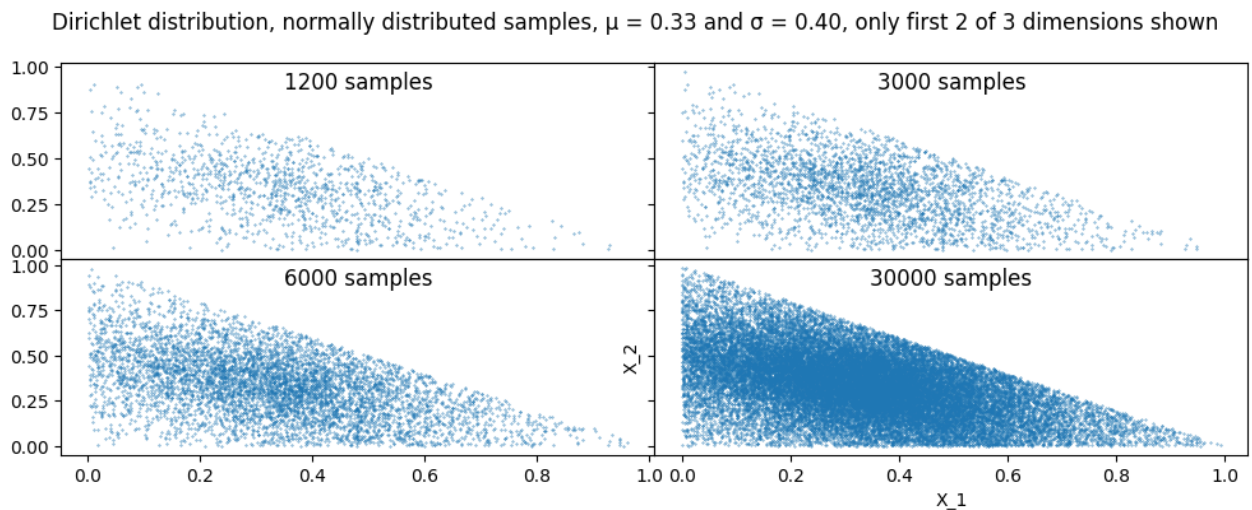 Dirichlet distribution, normally distributed samples, μ = 0.33 and σ = 0.40, only first 2 of 3 dimensions shown
1200 samples
3000 samples
1.00
0.75
0.50
0.25
0.00
6000 samples
30000 samples
1.00
0.75
0.50
0.25
0.00
X_2
0.0 0.2 0.4 0.6 0.8 1.0
0.0 0.2 0.4 0.6 0.8 1.0
X_1